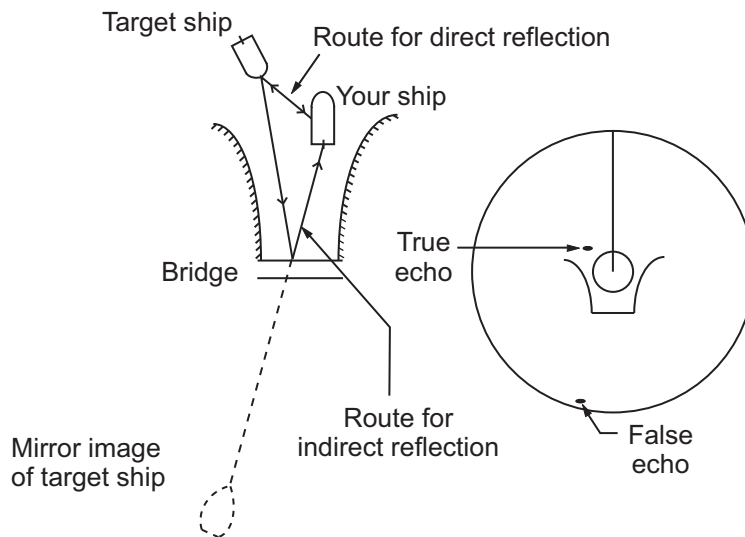 Target ship
Route for direct reflection
Your ship
True
echo
Bridge
Route for
indirect reflection
Mirror image
of target ship
False
echo